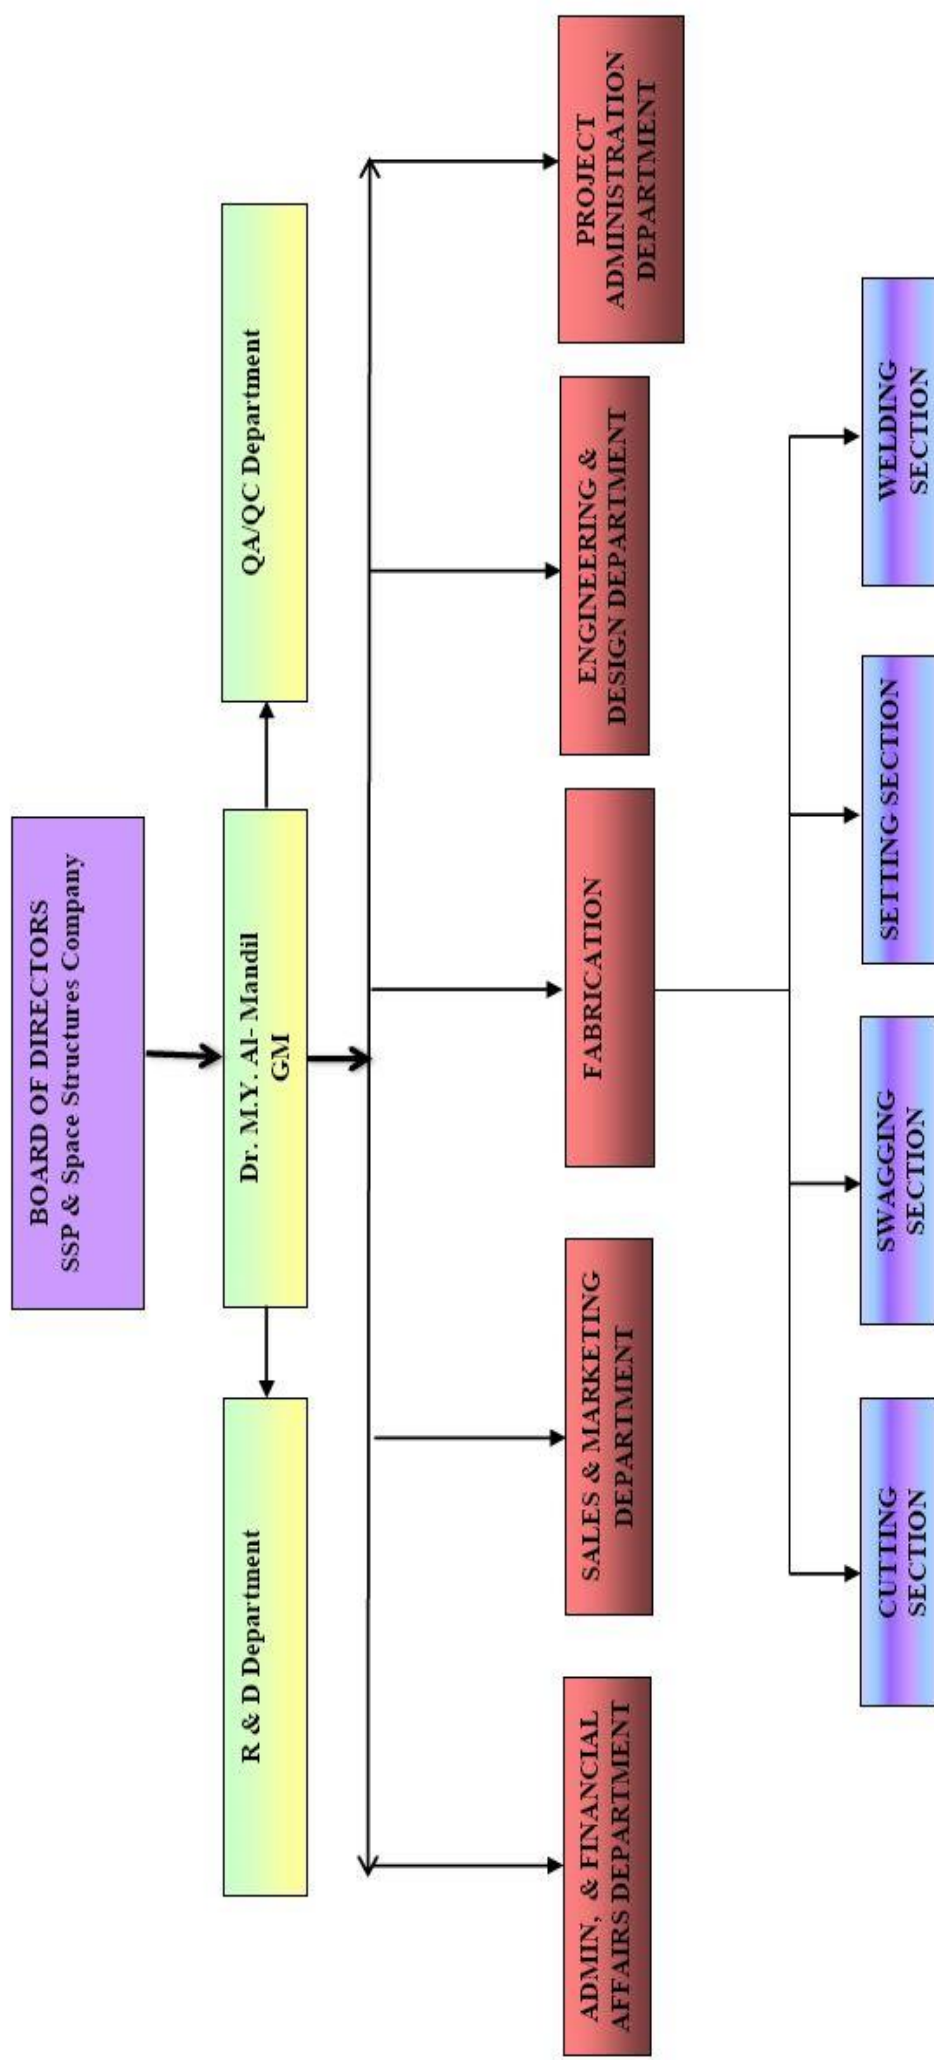 BOARD OF DIRECTORS
SSP & Space Structures Company
R & D Department
Dr. M.Y. Al- Mandil
GM
QA/QC Department
ADMIN,  & FINANCIAL
AFFAIRS DEPARTMENT
SALES & MARKETING
DEPARTMENT
FABRICATION
ENGINEERING &
DESIGN DEPARTMENT
PROJECT
ADMINISTRATION
DEPARTMENT
CUTTING
SECTION
SWAGGING
SECTION
SETTING SECTION
WELDING
SECTION